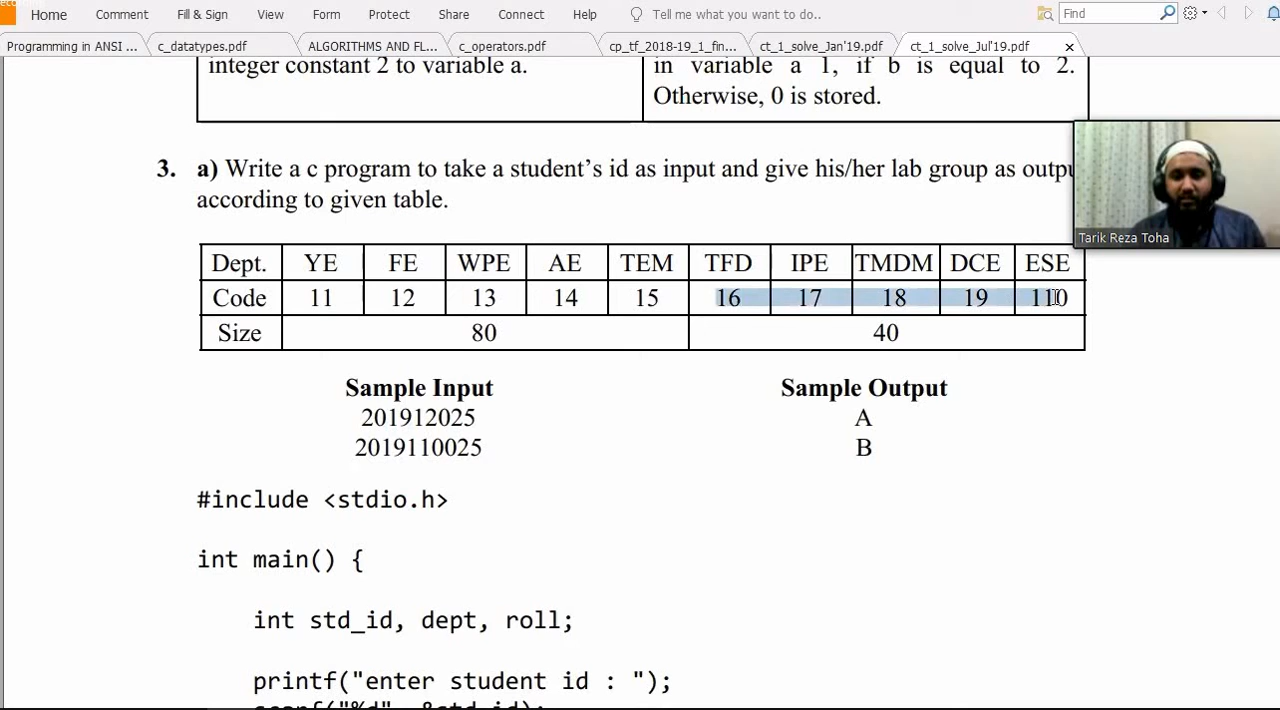 Home Comment Fill & Sign View Form Protect Share Connect Help Tell me what you want to do.. Find
Programming in ANSI ... c_datatypes.pdf ALGORITHMS AND FL... c_operators.pdf cp_tf_2018-19_1_fin... ct_1_solve_Jan'19.pdf ct_1_solve_Jul'19.pdf ×
integer constant 2 to variable a.
in variable a 1, if b is equal to 2.
Otherwise, 0 is stored.
3. a) Write a c program to take a student's id as input and give his/her lab group as outpu
according to given table.
Tarik Reza Toha
Dept. YE FE WPE AE TEM TFD IPE TMDM DCE ESE
Code 11 12 13 14 15 16 17 18 19 110
Size 80 40
Sample Input Sample Output
201912025 A
2019110025 B
#include <stdio.h>
int main() {
int std_id, dept, roll;
printf("enter student id : ");
scanf("%d", &std_id);